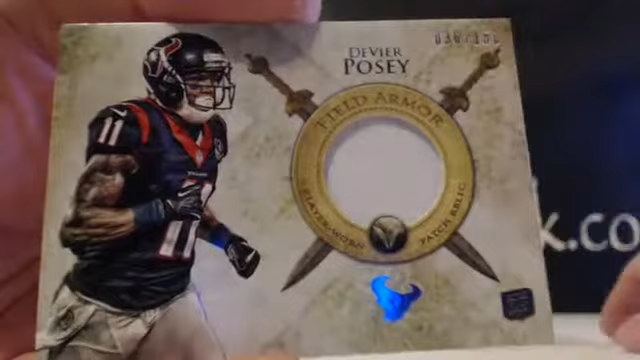 DEVIER
POSEY
FIELD ARMOR
PLAYER-WORN
PATCH RELIC
11
11
k.co